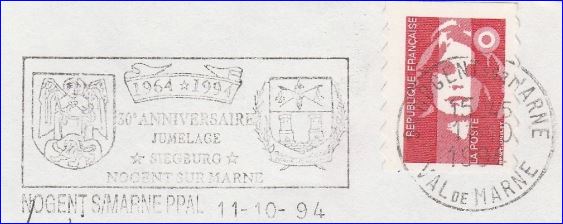 1964 ★ 1994
30e ANNIVERSAIRE
JUMELAGE
★ SIEGBURG ★
NOGENT SUR MARNE
NOGENT S/MARNE PPAL 11-10-94
RÉPUBLIQUE FRANÇAISE
LA POSTE
VAL DE MARNE